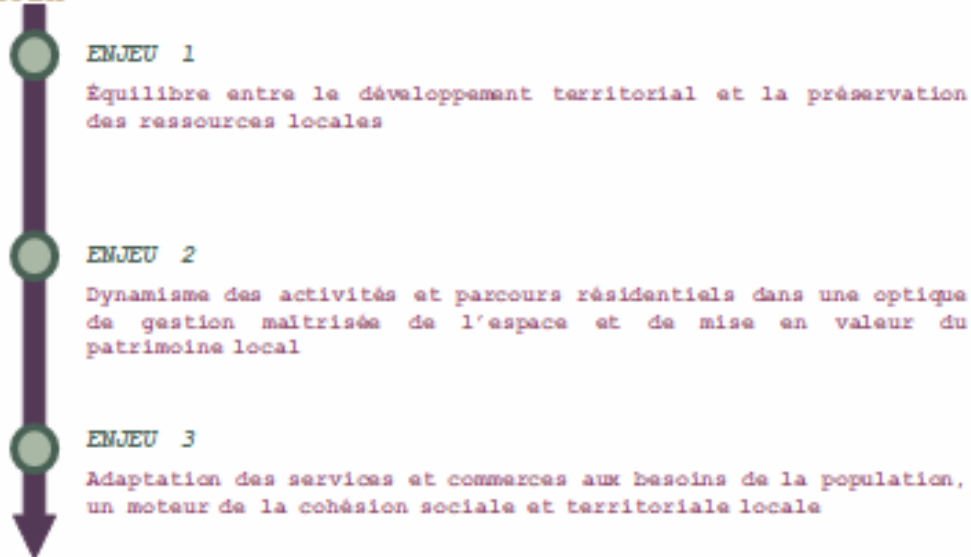 ENJEU 1
Équilibre entre le développement territorial et la préservation
des ressources locales
ENJEU 2
Dynamisme des activités et parcours résidentiels dans une optique
de gestion maîtrisée de l'espace et de mise en valeur du
patrimoine local
ENJEU 3
Adaptation des services et commerces aux besoins de la population,
un moteur de la cohésion sociale et territoriale locale